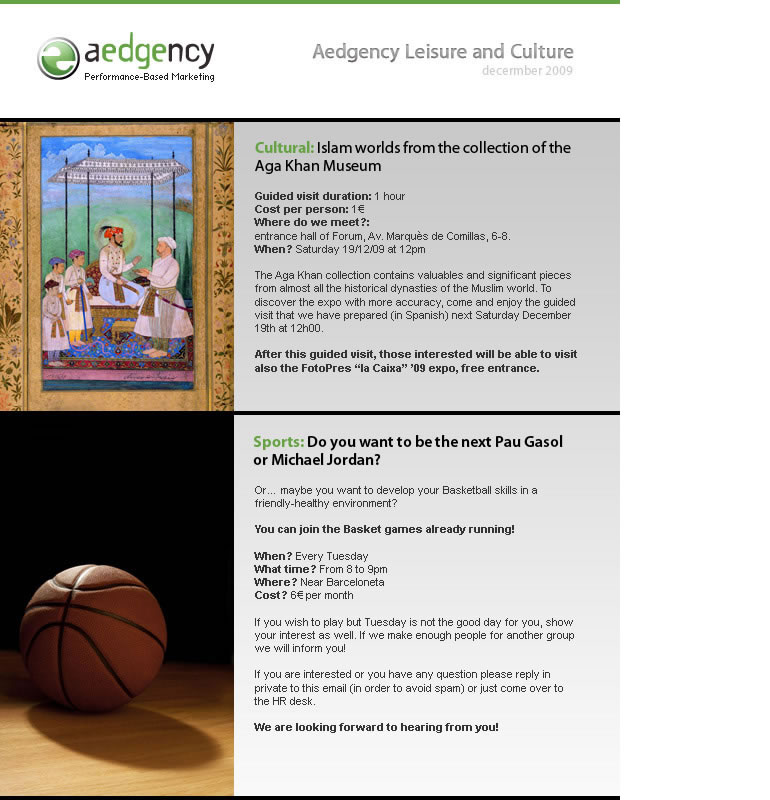 aedgency
Performance-Based Marketing
Aedgency Leisure and Culture
decermber 2009
Cultural: Islam worlds from the collection of the
Aga Khan Museum
Guided visit duration: 1 hour
Cost per person: 1€
Where do we meet?:
entrance hall of Forum, Av. Marquès de Comillas, 6-8.
When? Saturday 19/12/09 at 12pm
The Aga Khan collection contains valuables and significant pieces
from almost all the historical dynasties of the Muslim world. To
discover the expo with more accuracy, come and enjoy the guided
visit that we have prepared (in Spanish) next Saturday December
19th at 12h00.
After this guided visit, those interested will be able to visit
also the FotoPres “la Caixa” ’09 expo, free entrance.
Sports: Do you want to be the next Pau Gasol
or Michael Jordan?
Or... maybe you want to develop your Basketball skills in a
friendly-healthy environment?
You can join the Basket games already running!
When? Every Tuesday
What time? From 8 to 9pm
Where? Near Barceloneta
Cost? 6€ per month
If you wish to play but Tuesday is not the good day for you, show
your interest as well. If we make enough people for another group
we will inform you!
If you are interested or you have any question please reply in
private to this email (in order to avoid spam) or just come over to
the HR desk.
We are looking forward to hearing from you!